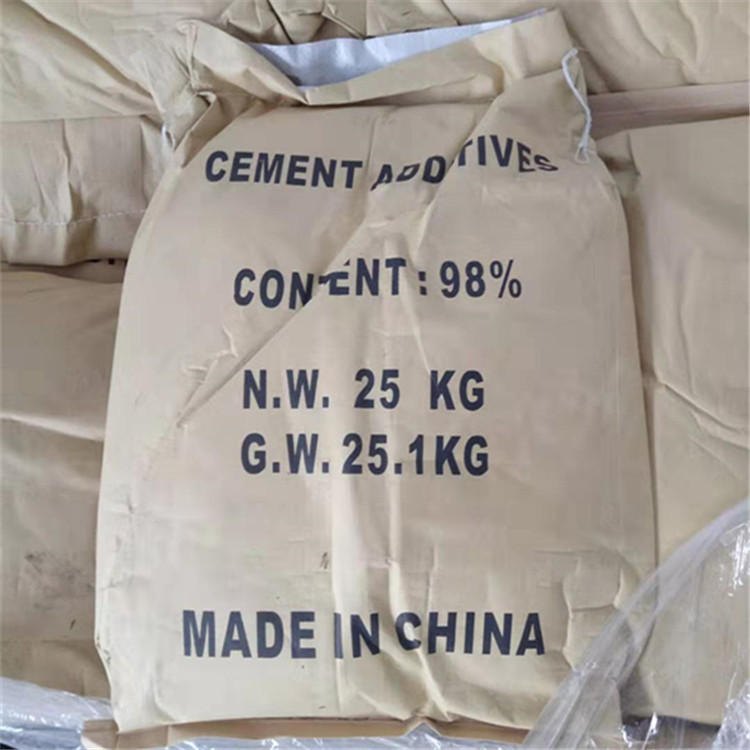 CEMENT ADDITIVES
CONTENT: 98%
N.W. 25 KG
G.W. 25.1KG
MADE IN CHINA